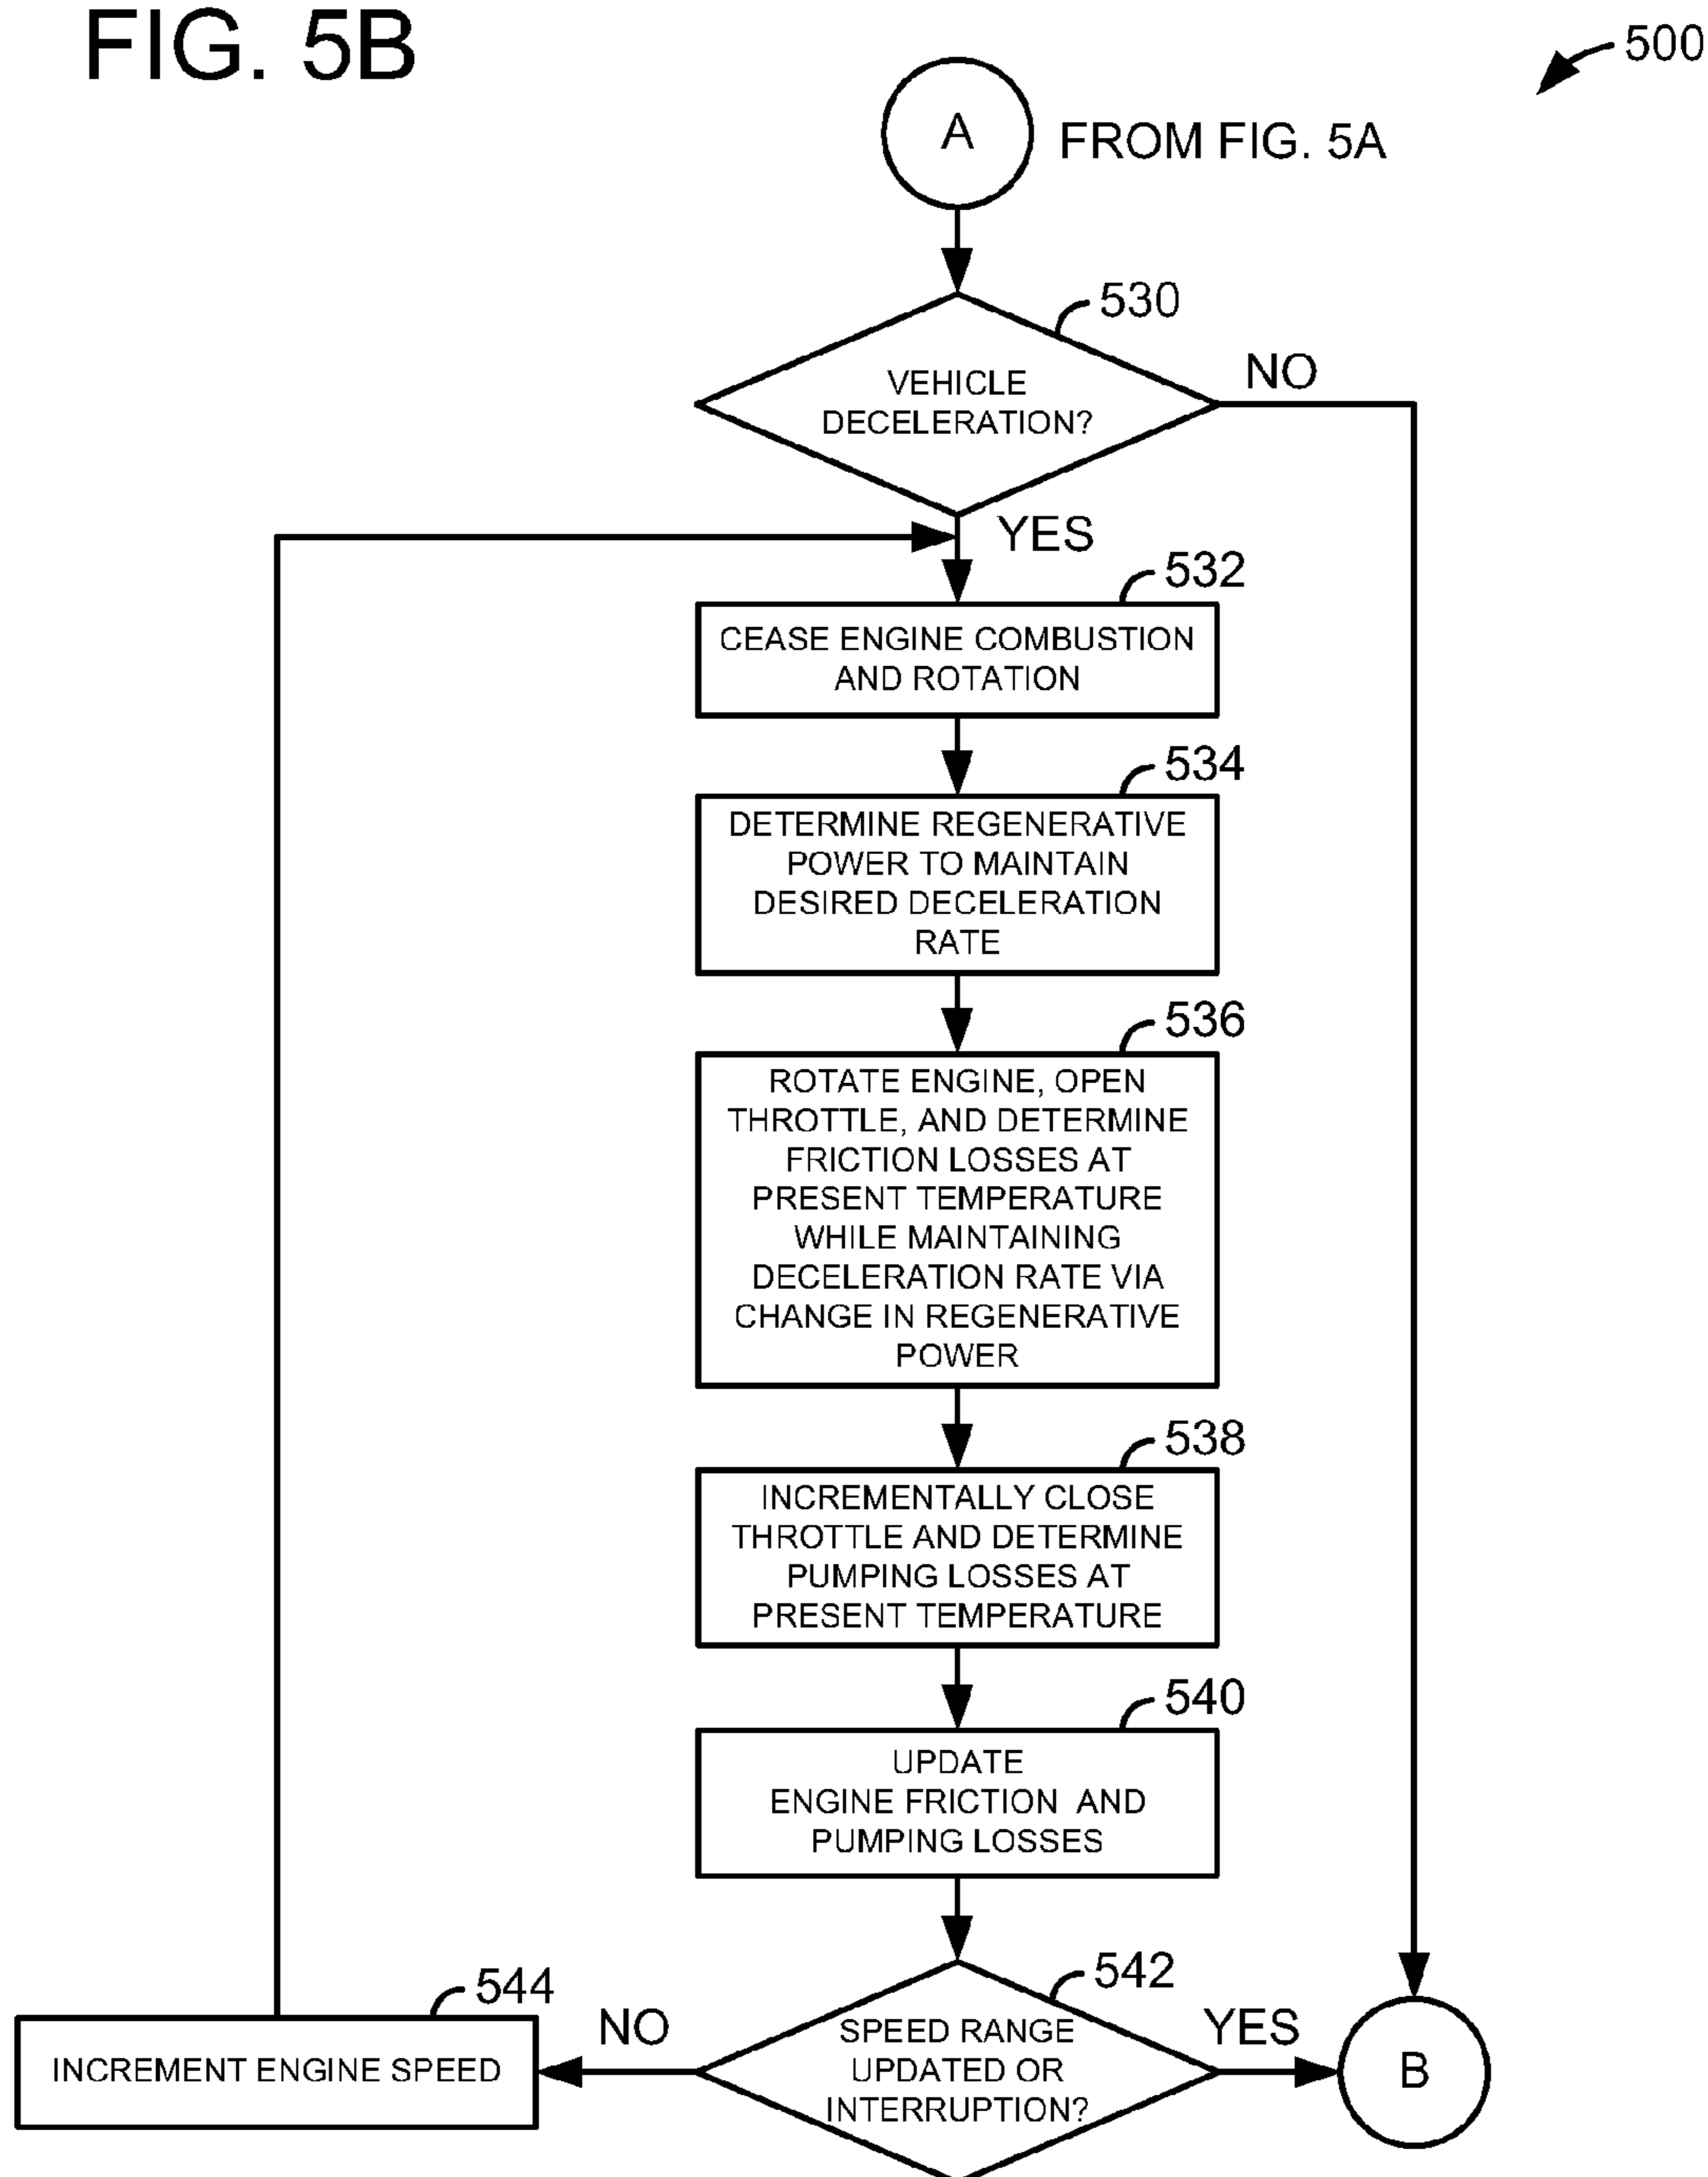 FIG. 5B
500
A
FROM FIG. 5A
530
VEHICLE
DECELERATION?
NO
YES
532
CEASE ENGINE COMBUSTION
AND ROTATION
534
DETERMINE REGENERATIVE
POWER TO MAINTAIN
DESIRED DECELERATION
RATE
536
ROTATE ENGINE, OPEN
THROTTLE, AND DETERMINE
FRICTION LOSSES AT
PRESENT TEMPERATURE
WHILE MAINTAINING
DECELERATION RATE VIA
CHANGE IN REGENERATIVE
POWER
538
INCREMENTALLY CLOSE
THROTTLE AND DETERMINE
PUMPING LOSSES AT
PRESENT TEMPERATURE
540
UPDATE
ENGINE FRICTION AND
PUMPING LOSSES
542
SPEED RANGE
UPDATED OR
INTERRUPTION?
NO
YES
544
INCREMENT ENGINE SPEED
B